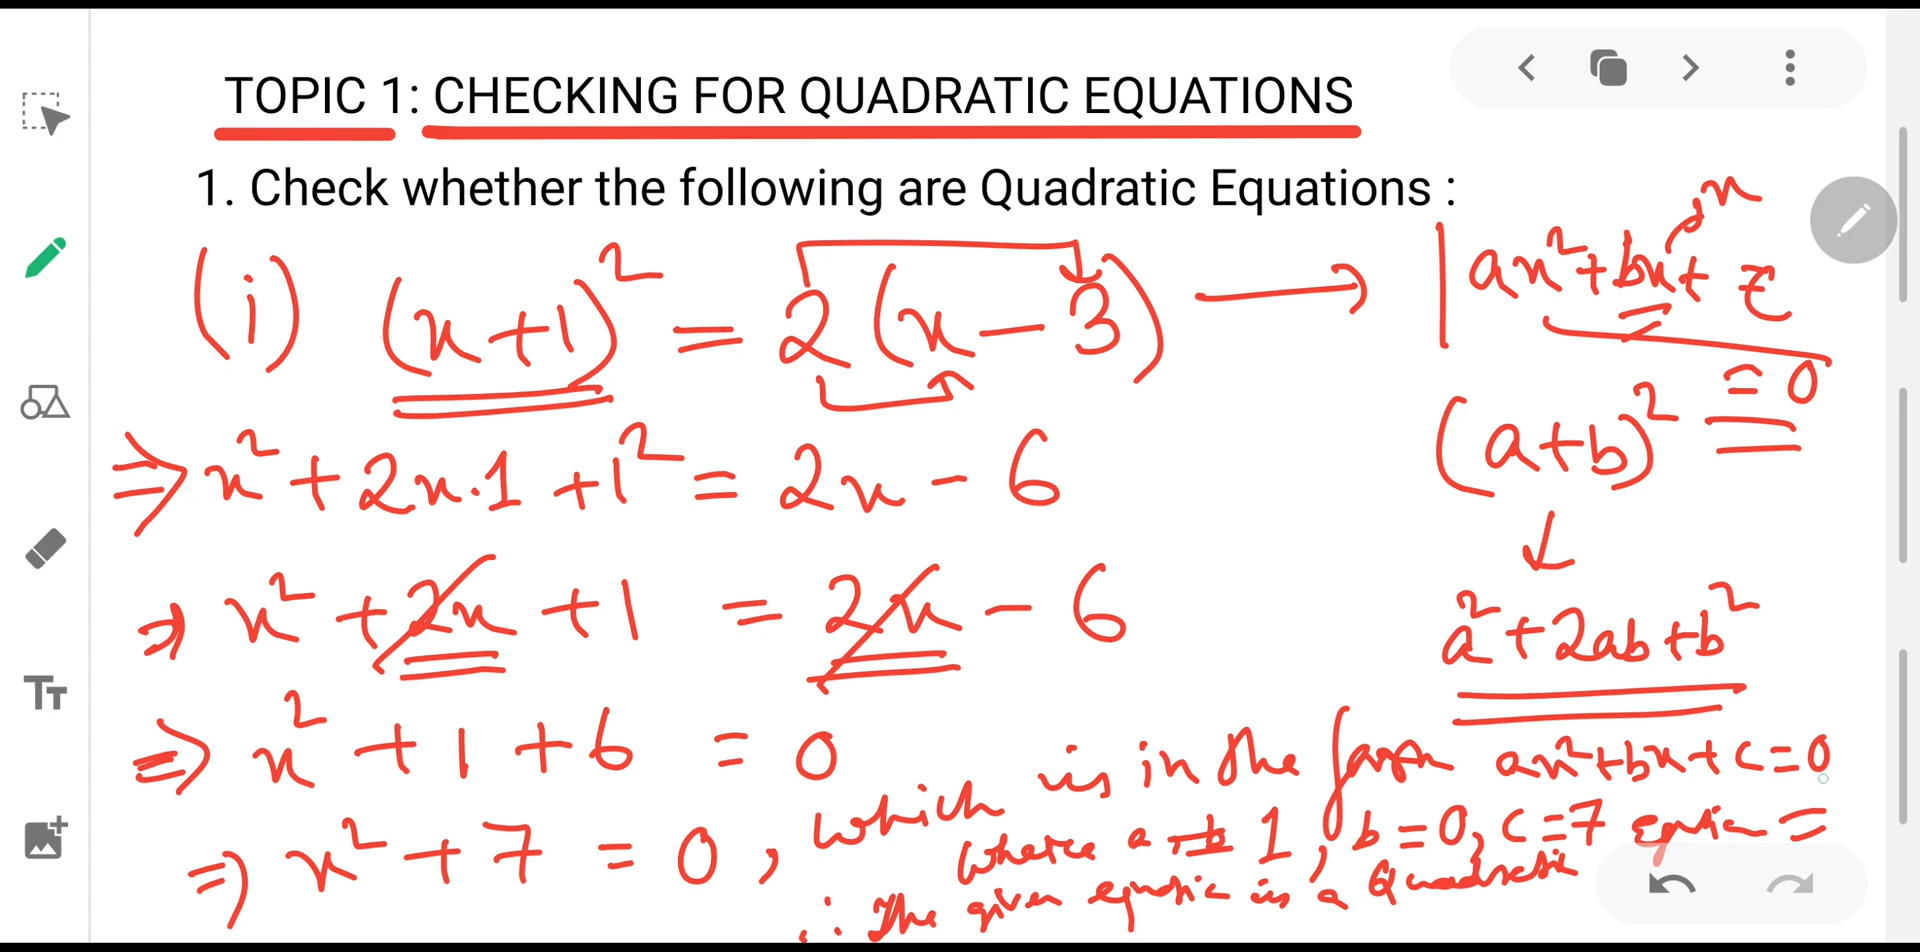 TOPIC 1: CHECKING FOR QUADRATIC EQUATIONS
1. Check whether the following are Quadratic Equations :
(i) (x+1)² = 2(x-3) → | ax²+bx+c
= 0
(a+b)²
⇒ x² + 2x.1 + 1² = 2x - 6
↓
a²+2ab+b²
⇒ x² + 2x + 1 = 2x - 6
⇒ x² + 1 + 6 = 0
⇒ x² + 7 = 0, which is in the form ax²+bx+c=0
where a = 1, b = 0, c = 7
∴ The given equation is a Quadratic
Tт